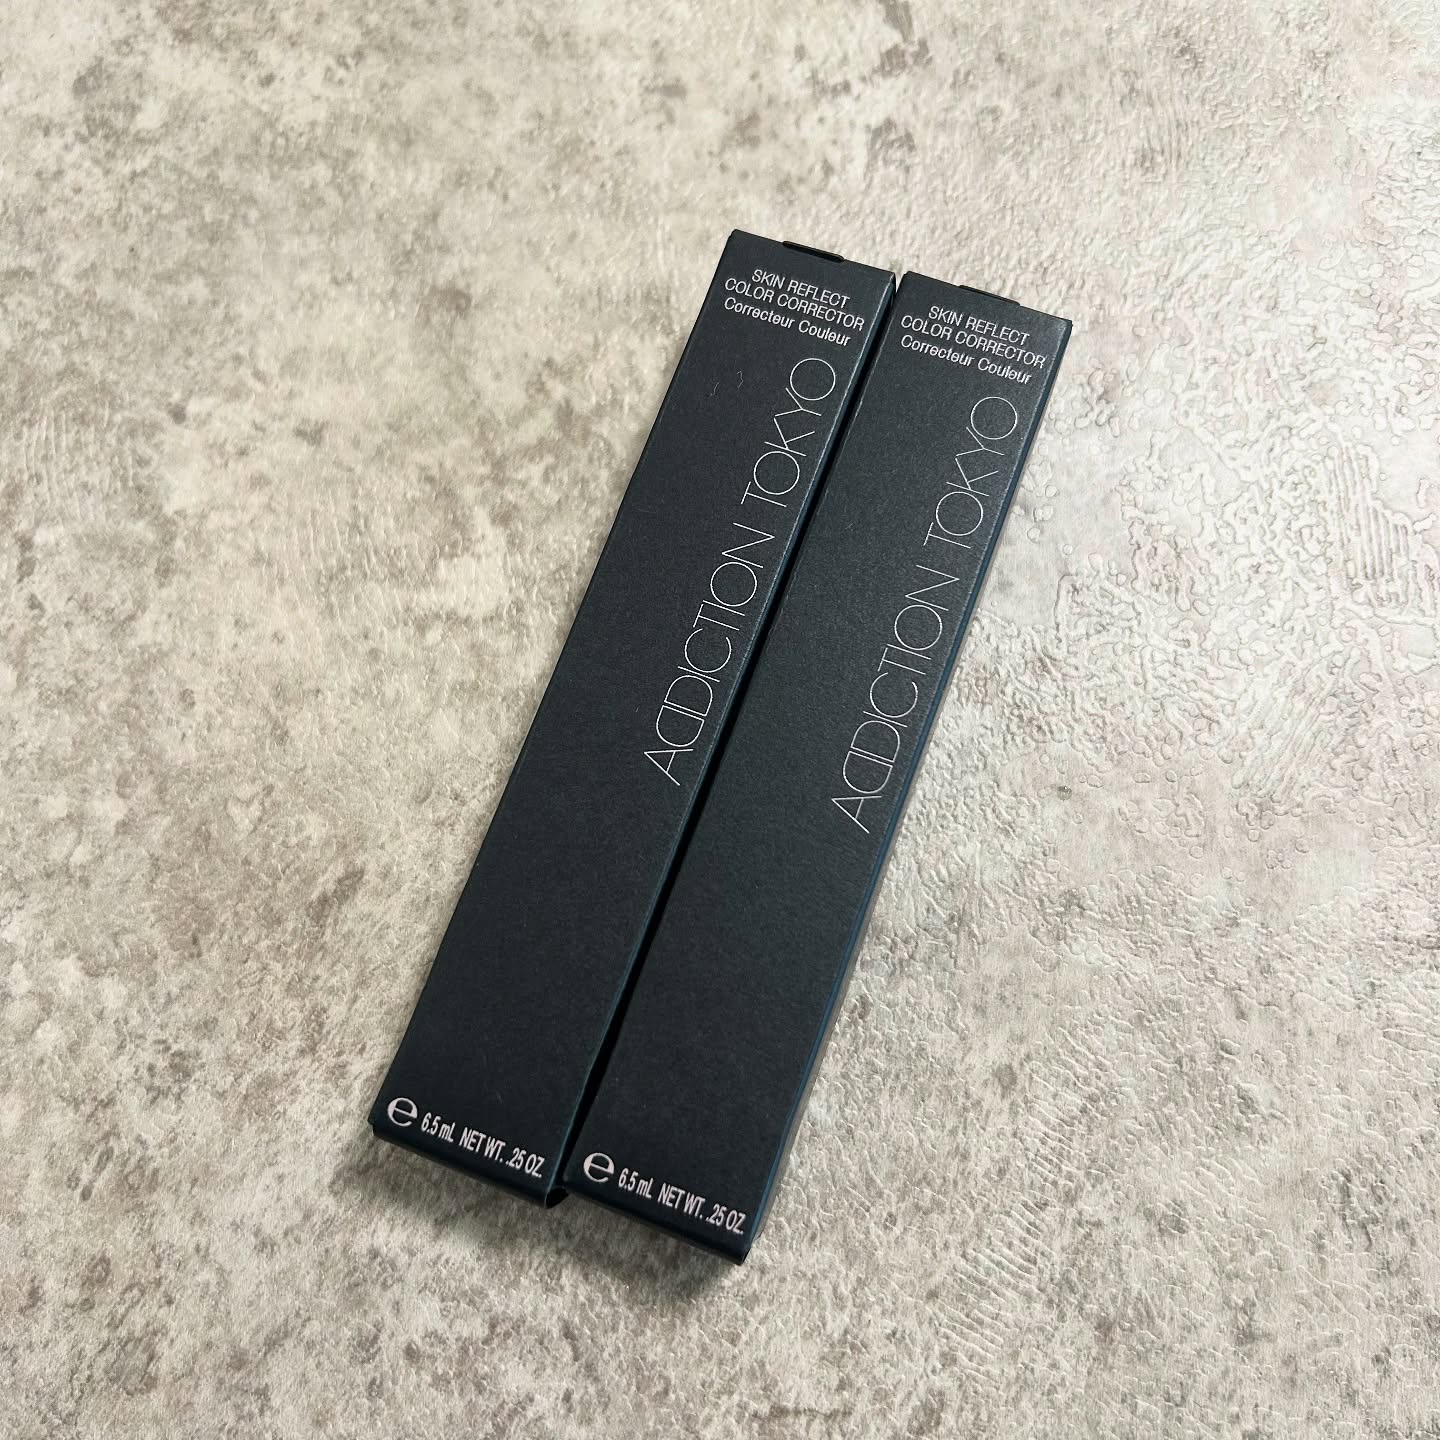 SKIN REFLECT
COLOR CORRECTOR
Correcteur Couleur
ADDICTION TOKYO
e 6.5 mL NET WT. .25 OZ.
SKIN REFLECT
COLOR CORRECTOR
Correcteur Couleur
ADDICTION TOKYO
e 6.5 mL NET WT. .25 OZ.